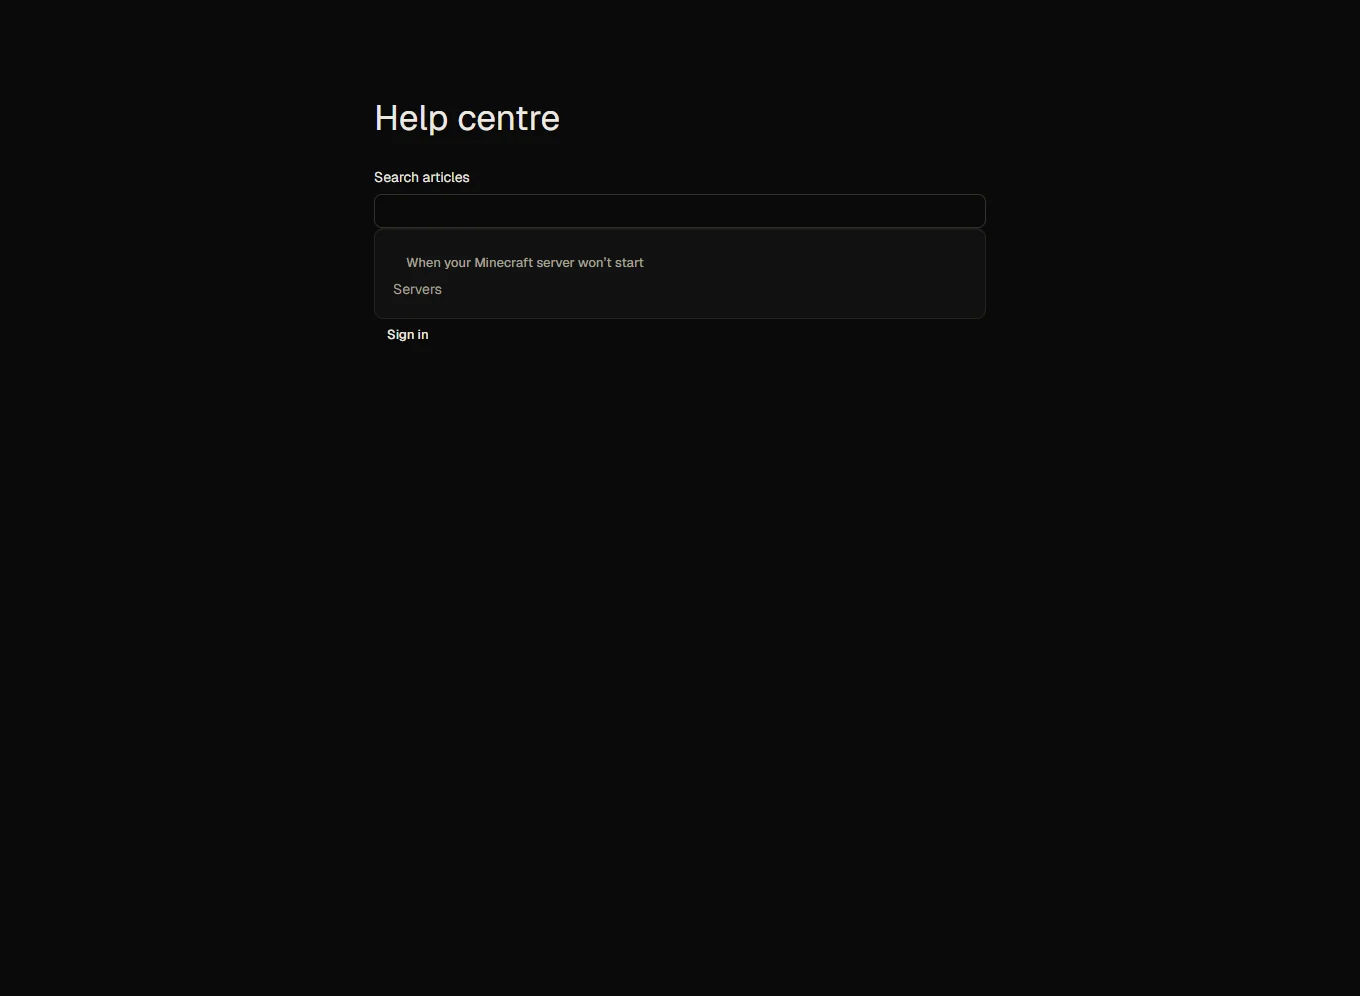 Help centre
Search articles
When your Minecraft server won’t start
Servers
Sign in